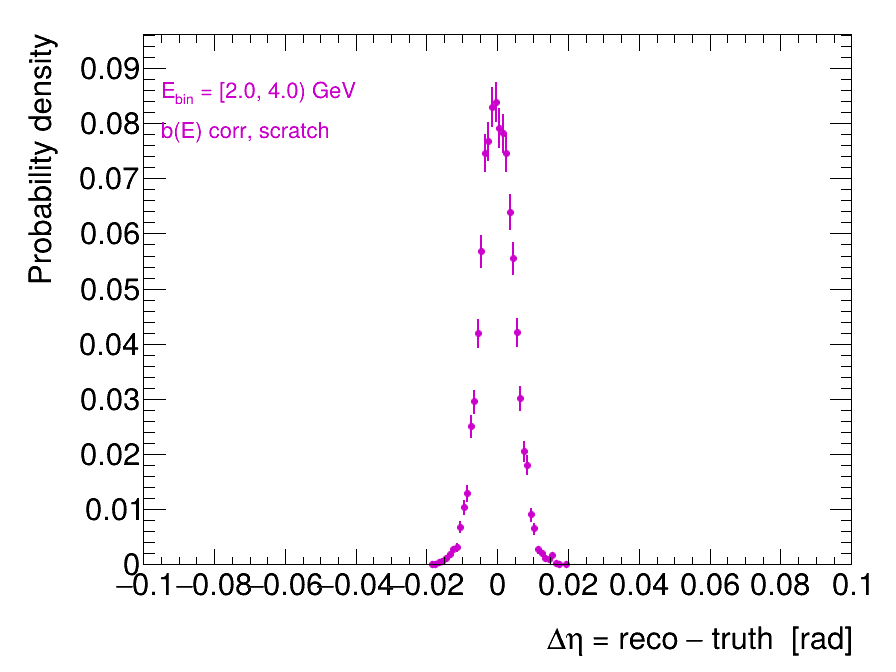 Probability density
0.09
0.08
0.07
0.06
0.05
0.04
0.03
0.02
0.01
0
E_bin = [2.0, 4.0) GeV
b(E) corr, scratch
−0.1 −0.08 −0.06 −0.04 −0.02 0 0.02 0.04 0.06 0.08 0.1
Δη = reco − truth [rad]